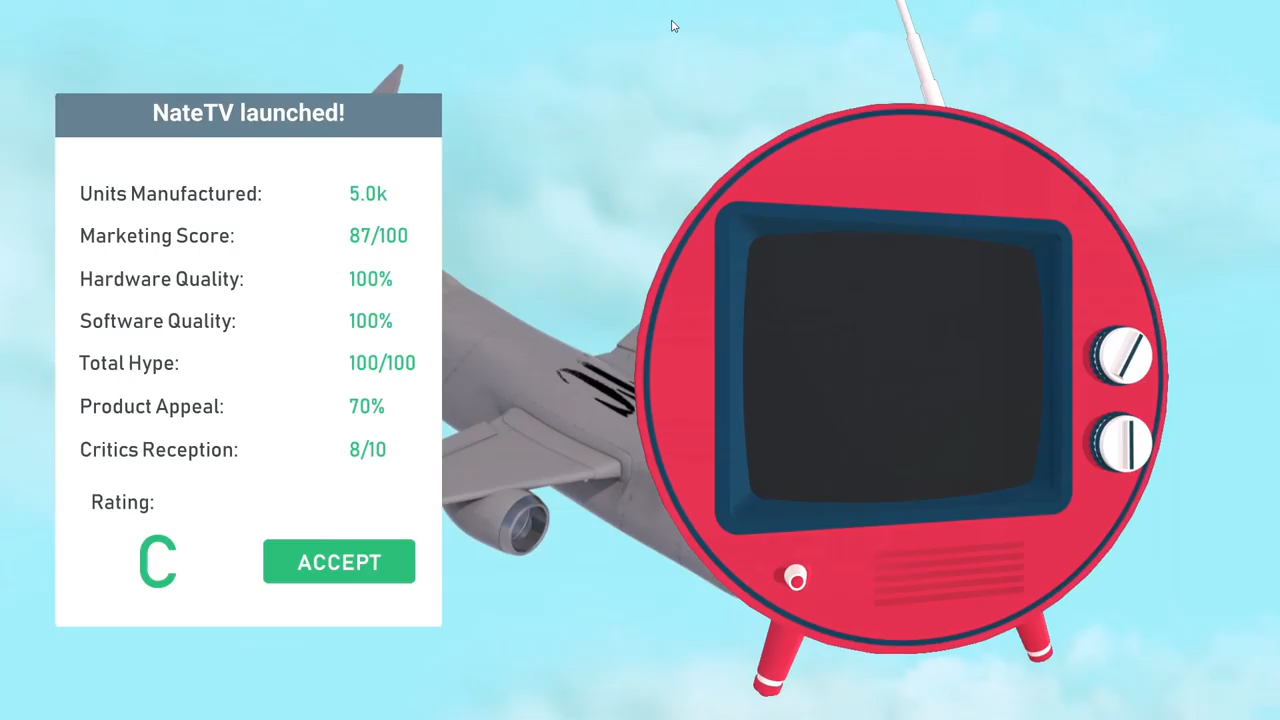 NateTV launched!
Units Manufactured: 5.0k
Marketing Score: 87/100
Hardware Quality: 100%
Software Quality: 100%
Total Hype: 100/100
Product Appeal: 70%
Critics Reception: 8/10
Rating:
C
ACCEPT